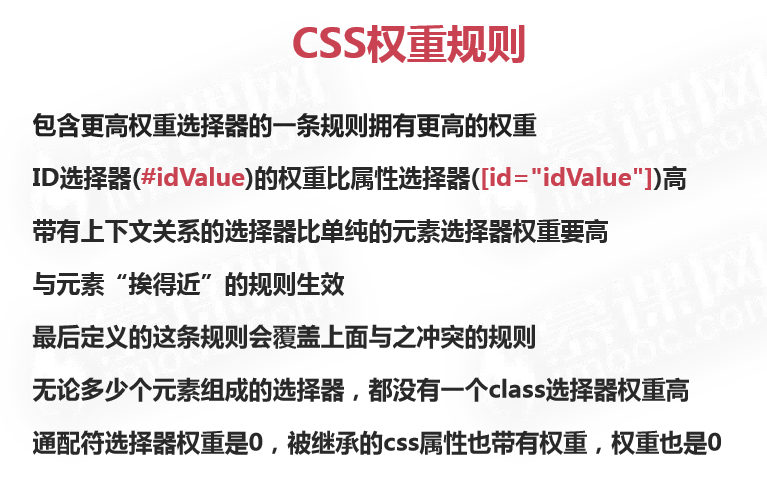 CSS权重规则
包含更高权重选择器的一条规则拥有更高的权重
ID选择器(#idValue)的权重比属性选择器([id="idValue"])高
带有上下文关系的选择器比单纯的元素选择器权重要高
与元素“挨得近”的规则生效
最后定义的这条规则会覆盖上面与之冲突的规则
无论多少个元素组成的选择器，都没有一个class选择器权重高
通配符选择器权重是0，被继承的css属性也带有权重，权重也是0